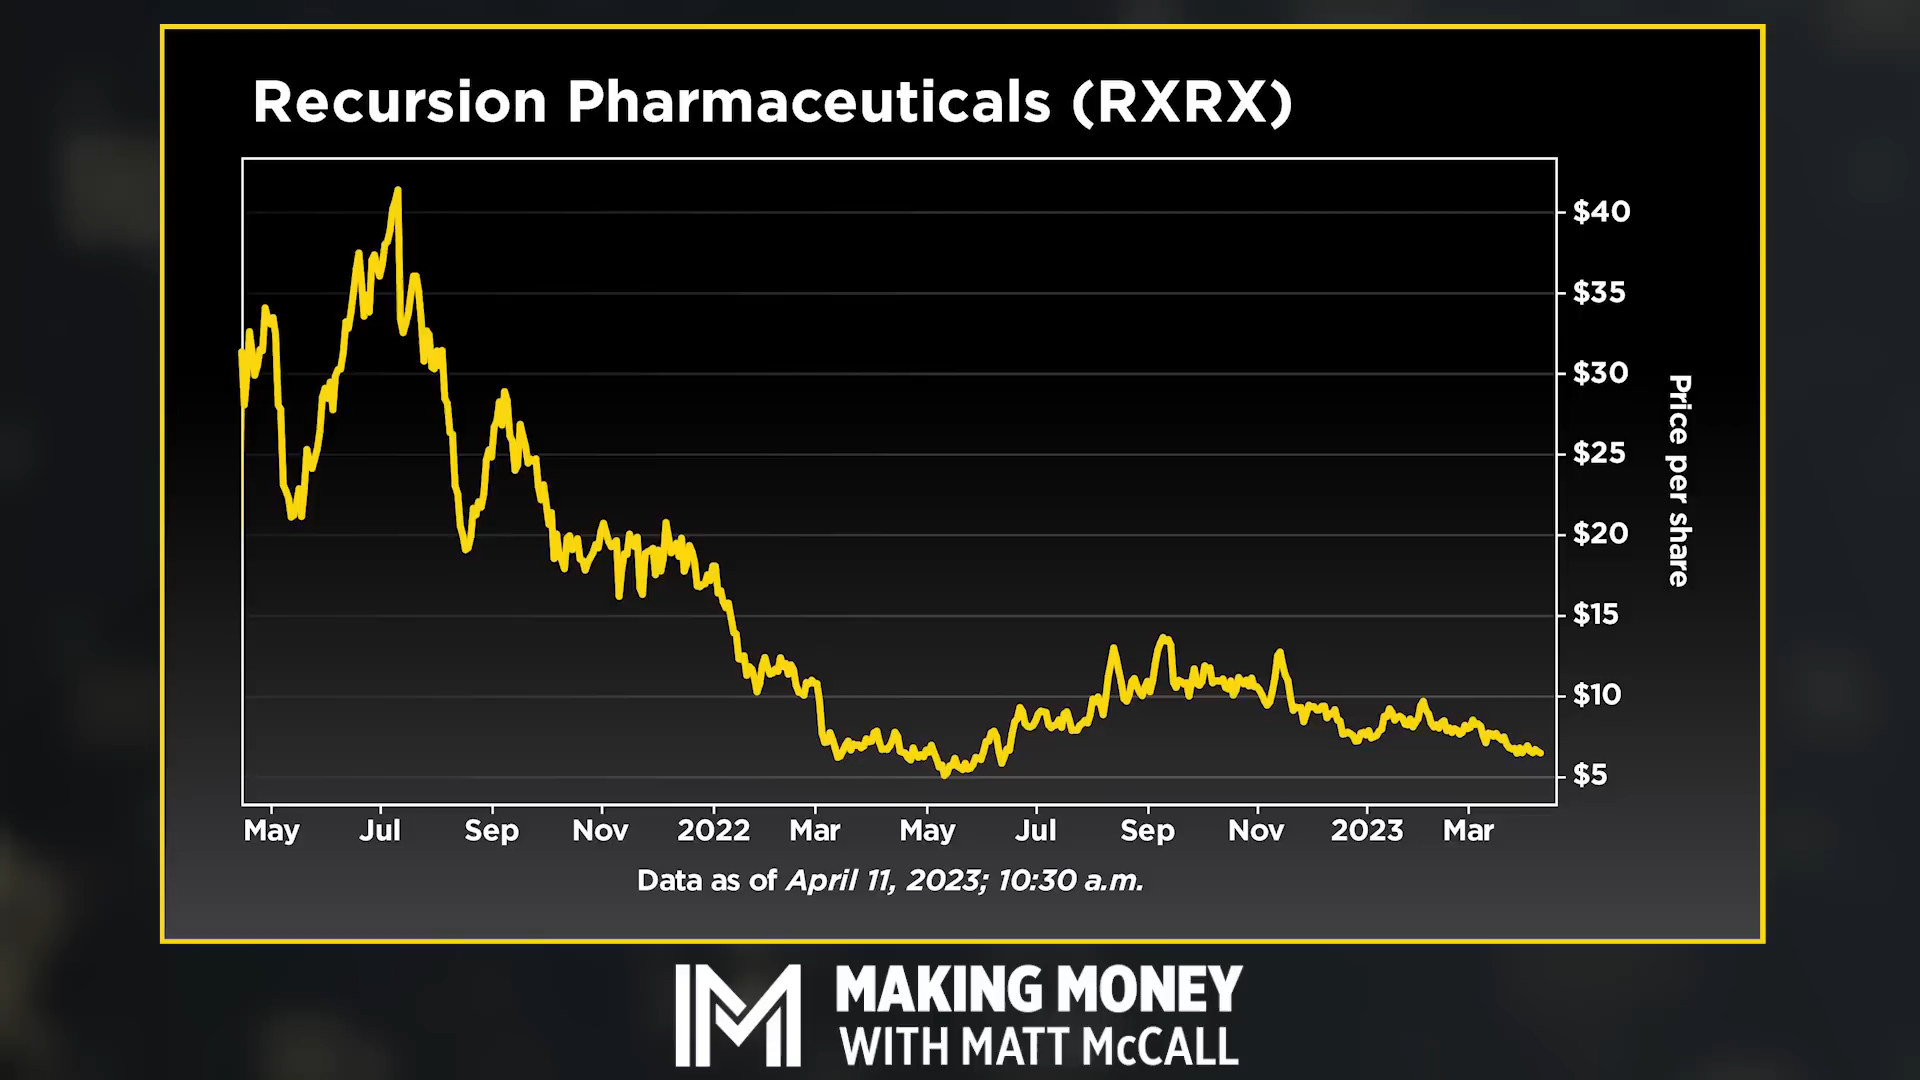 Recursion Pharmaceuticals (RXRX)
$40
$35
$30
$25
$20
$15
$10
$5
Price per share
May Jul Sep Nov 2022 Mar May Jul Sep Nov 2023 Mar
Data as of April 11, 2023; 10:30 a.m.
MAKING MONEY
WITH MATT McCALL